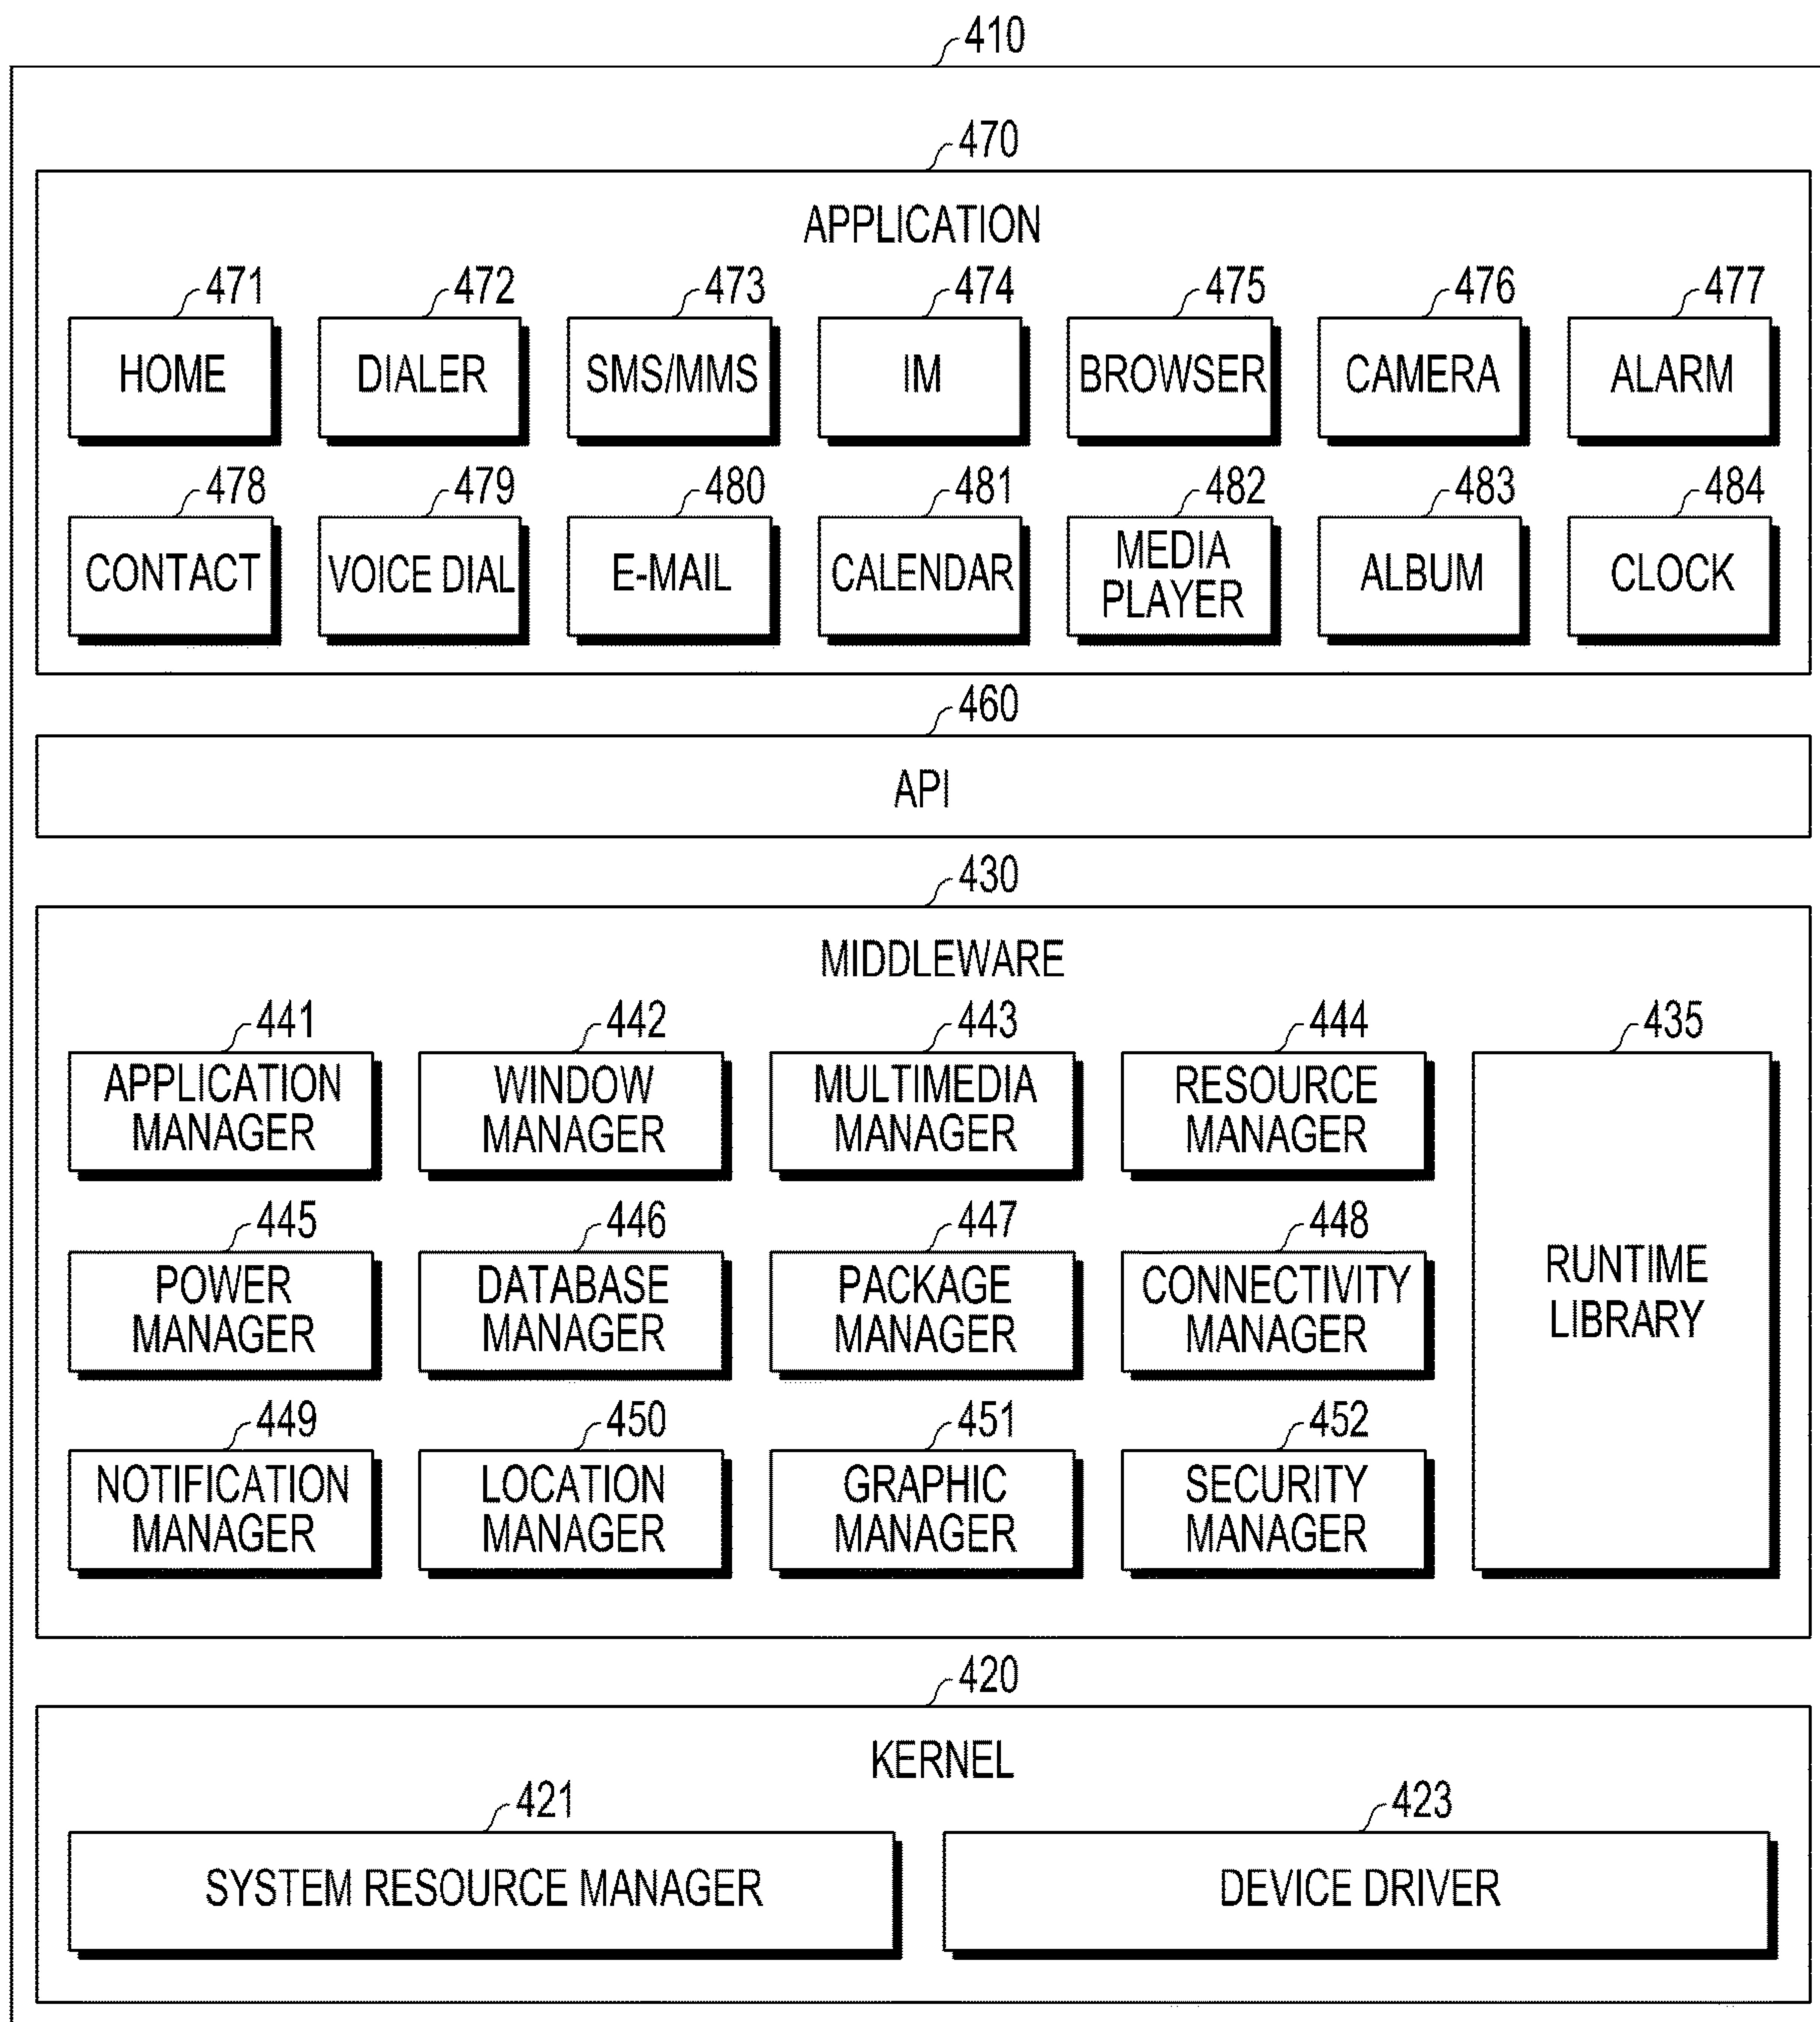 410
470
APPLICATION
471 472 473 474 475 476 477
HOME DIALER SMS/MMS IM BROWSER CAMERA ALARM
478 479 480 481 482 483 484
CONTACT VOICE DIAL E-MAIL CALENDAR MEDIA PLAYER ALBUM CLOCK
460
API
430
MIDDLEWARE
441 442 443 444 435
APPLICATION MANAGER WINDOW MANAGER MULTIMEDIA MANAGER RESOURCE MANAGER
445 446 447 448
POWER MANAGER DATABASE MANAGER PACKAGE MANAGER CONNECTIVITY MANAGER RUNTIME LIBRARY
449 450 451 452
NOTIFICATION MANAGER LOCATION MANAGER GRAPHIC MANAGER SECURITY MANAGER
420
KERNEL
421 423
SYSTEM RESOURCE MANAGER DEVICE DRIVER